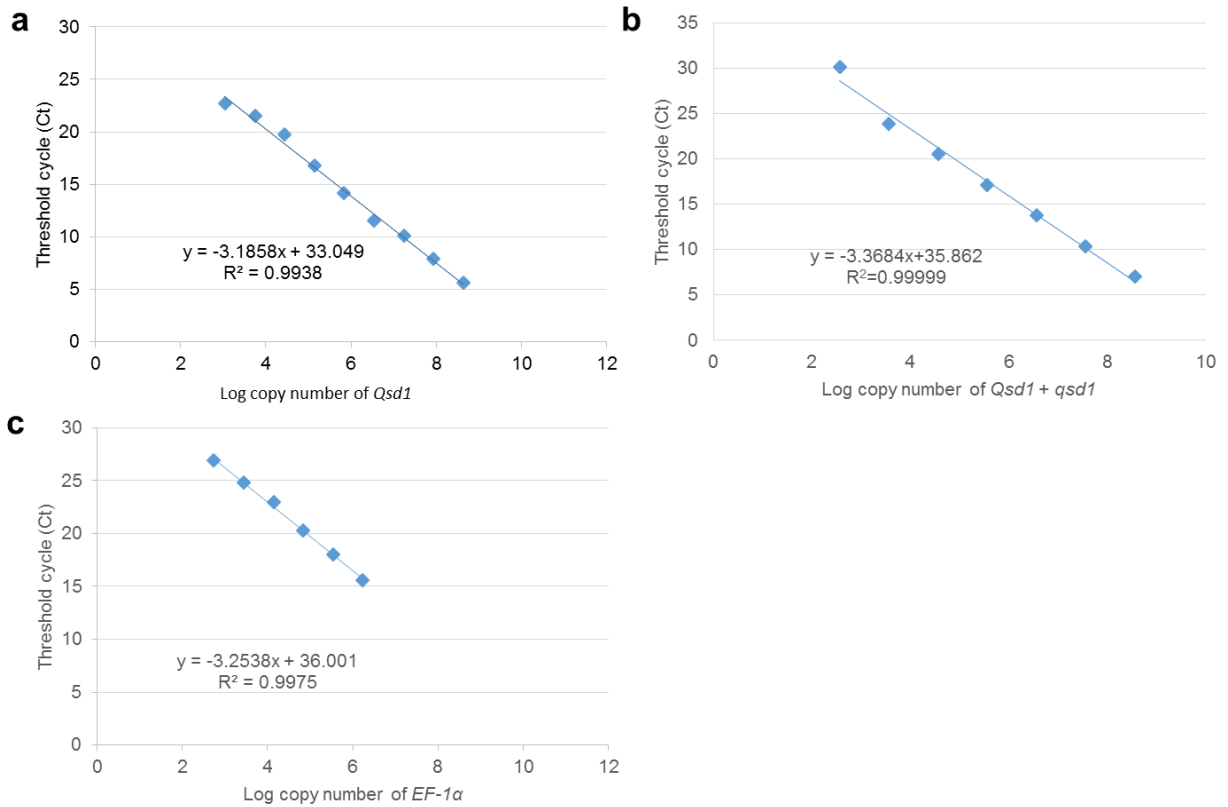 a
30
25
20
15
10
5
0
Threshold cycle (Ct)
y = -3.1858x + 33.049
R² = 0.9938
0 2 4 6 8 10 12
Log copy number of Qsd1
b
35
30
25
20
15
10
5
0
Threshold cycle (Ct)
y = -3.3684x+35.862
R²=0.99999
0 2 4 6 8 10
Log copy number of Qsd1 + qsd1
c
30
25
20
15
10
5
0
Threshold cycle (Ct)
y = -3.2538x + 36.001
R² = 0.9975
0 2 4 6 8 10 12
Log copy number of EF-1α